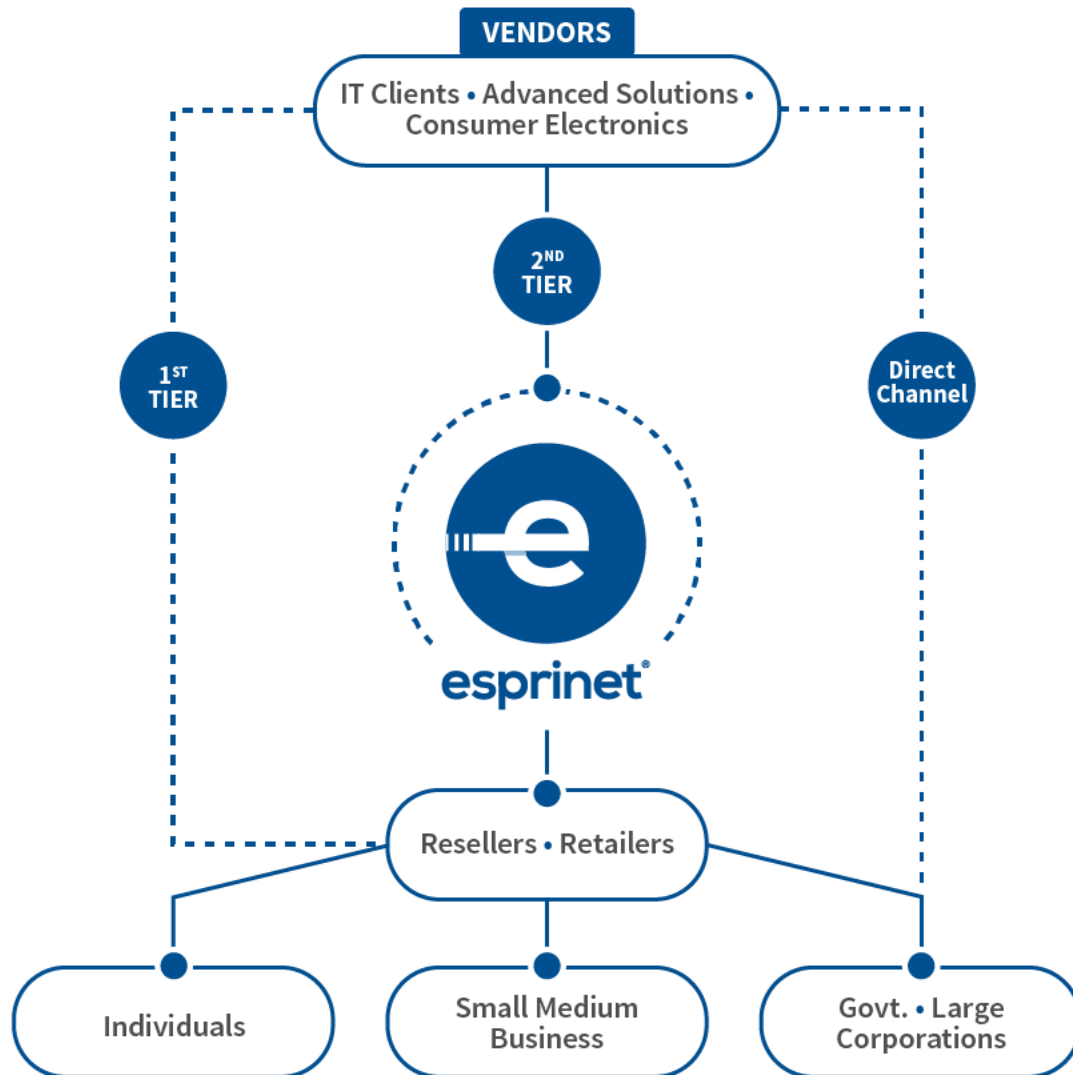 VENDORS
IT Clients • Advanced Solutions •
Consumer Electronics
2ND
TIER
1ST
TIER
Direct
Channel
e
esprinet®
Resellers • Retailers
Individuals
Small Medium
Business
Govt. • Large
Corporations